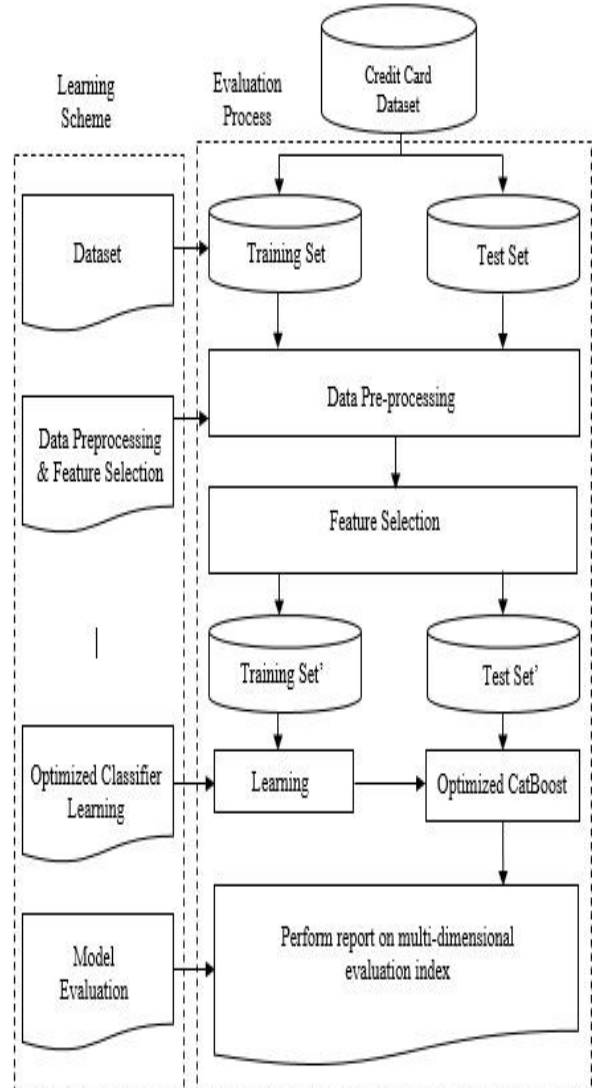 Credit Card
Dataset
Learning
Scheme
Evaluation
Process
Dataset
Training Set
Test Set
Data Preprocessing
& Feature Selection
Data Pre-processing
Feature Selection
Training Set’
Test Set’
Optimized Classifier
Learning
Learning
Optimized CatBoost
Model
Evaluation
Perform report on multi-dimensional
evaluation index